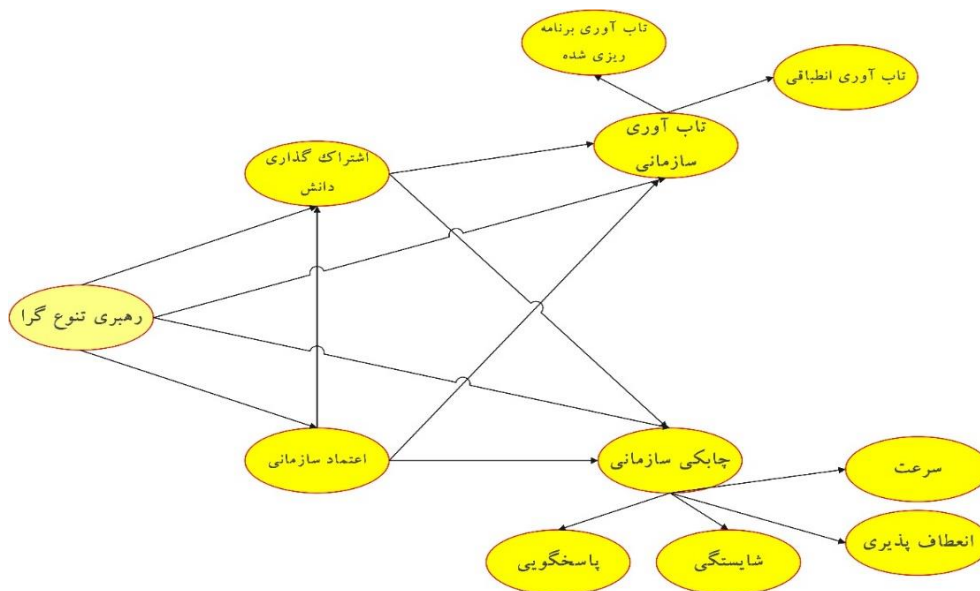 تاب آوری برنامه
ریزی شده
تاب آوری انطباقی
تاب آوری
سازمانی
اشتراک گذاری
دانش
رهبری تنوع گرا
اعتماد سازمانی
چابکی سازمانی
سرعت
انعطاف پذیری
شایستگی
پاسخگویی